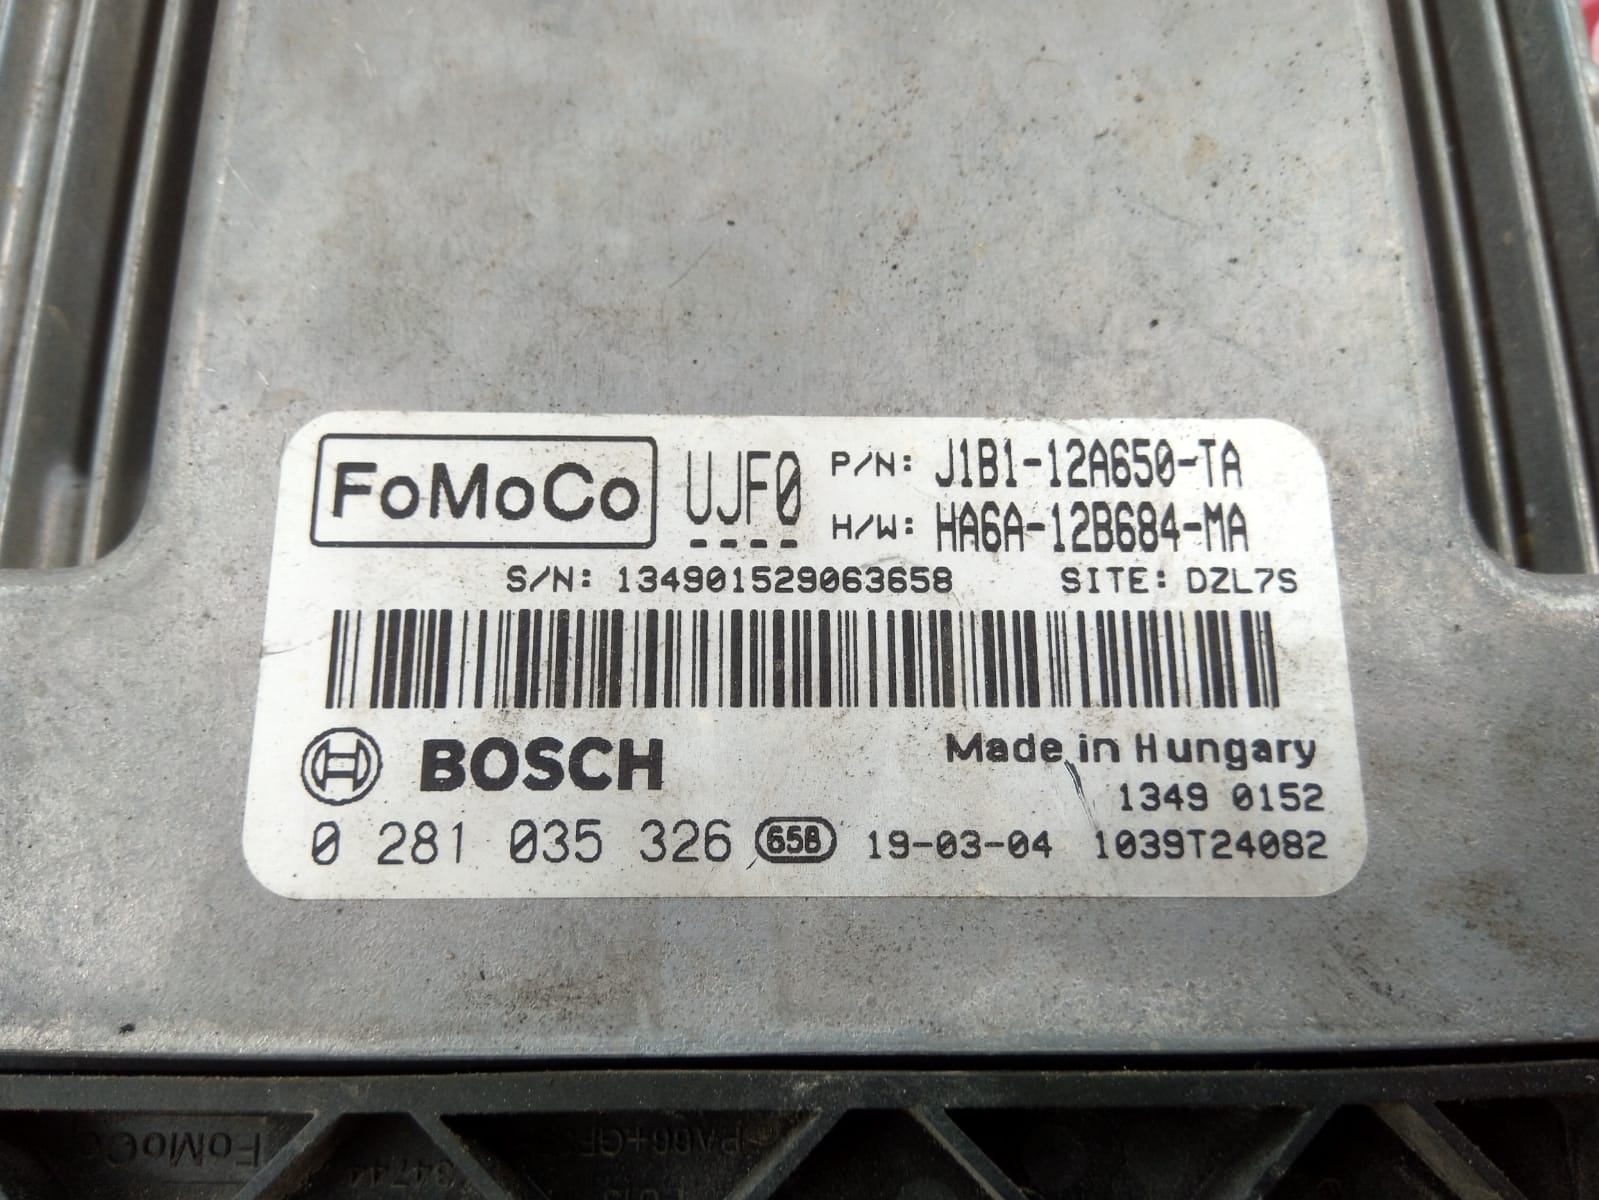 FoMoCo UJF0 P/N: J1B1-12A650-TA
H/W: HA6A-12B684-MA
S/N: 134901529063658 SITE: DZL7S
BOSCH Made in Hungary
1349 0152
0 281 035 326 658 19-03-04 1039T24082
FoMoCo